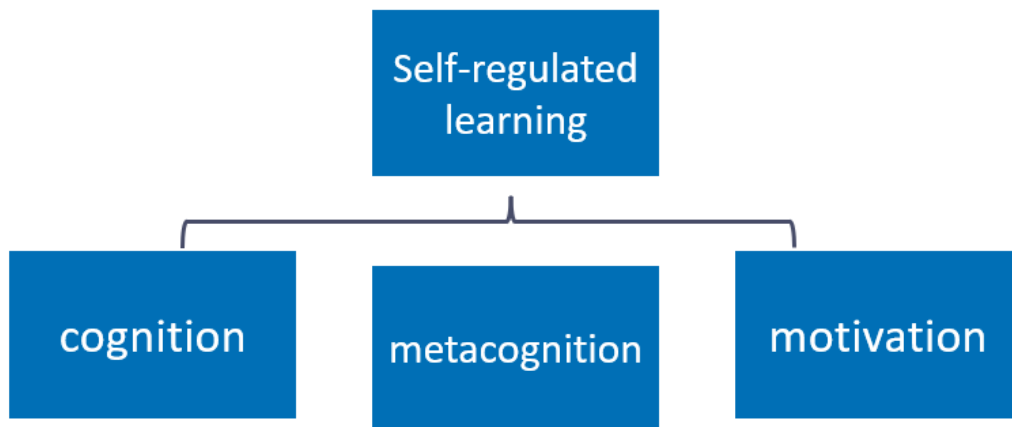 Self-regulated
learning
cognition
metacognition
motivation